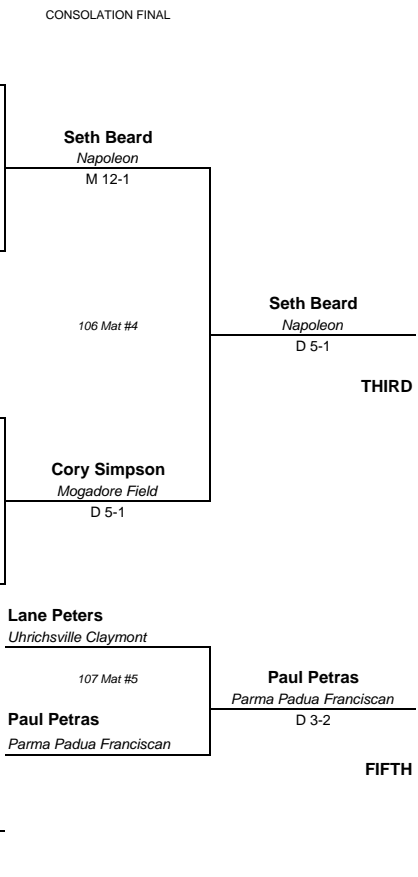 CONSOLATION FINAL
Seth Beard
Napoleon
M 12-1
106 Mat #4
Seth Beard
Napoleon
D 5-1
THIRD
Cory Simpson
Mogadore Field
D 5-1
Lane Peters
Uhrichsville Claymont
107 Mat #5
Paul Petras
Parma Padua Franciscan
Paul Petras
Parma Padua Franciscan
D 3-2
FIFTH